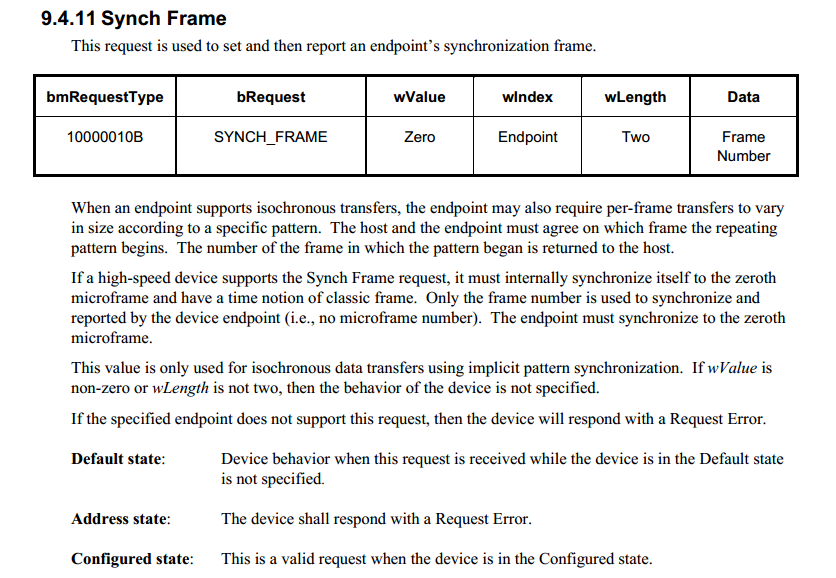 9.4.11 Synch Frame
This request is used to set and then report an endpoint's synchronization frame.
bmRequestType bRequest wValue wIndex wLength Data
10000010B SYNCH_FRAME Zero Endpoint Two Frame
Number
When an endpoint supports isochronous transfers, the endpoint may also require per-frame transfers to vary
in size according to a specific pattern. The host and the endpoint must agree on which frame the repeating
pattern begins. The number of the frame in which the pattern began is returned to the host.
If a high-speed device supports the Synch Frame request, it must internally synchronize itself to the zeroth
microframe and have a time notion of classic frame. Only the frame number is used to synchronize and
reported by the device endpoint (i.e., no microframe number). The endpoint must synchronize to the zeroth
microframe.
This value is only used for isochronous data transfers using implicit pattern synchronization. If wValue is
non-zero or wLength is not two, then the behavior of the device is not specified.
If the specified endpoint does not support this request, then the device will respond with a Request Error.
Default state: Device behavior when this request is received while the device is in the Default state
is not specified.
Address state: The device shall respond with a Request Error.
Configured state: This is a valid request when the device is in the Configured state.